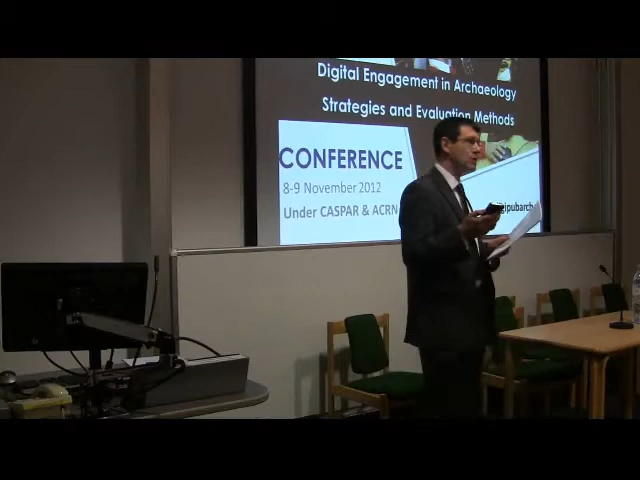 Digital Engagement in Archaeology
Strategies and Evaluation Methods
CONFERENCE
8-9 November 2012
Under CASPAR & ACRN